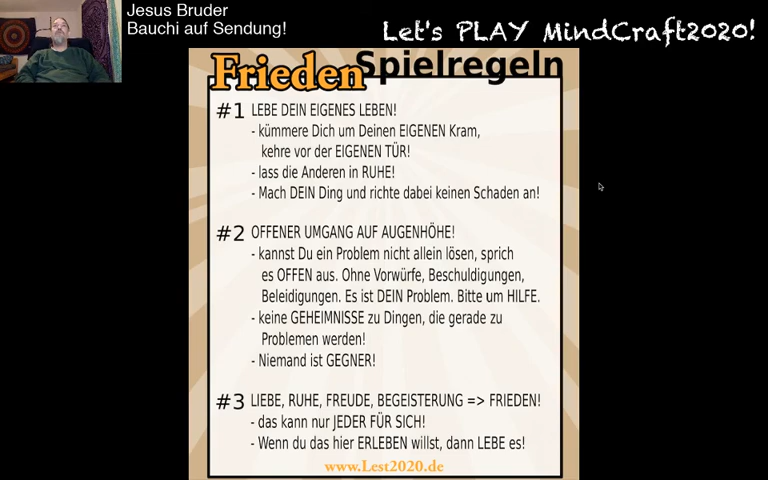 Jesus Bruder
Bauchi auf Sendung!
Let's PLAY MindCraft2020!
Frieden Spielregeln
#1 LEBE DEIN EIGENES LEBEN!
- kümmere Dich um Deinen EIGENEN Kram,
kehre vor der EIGENEN TÜR!
- lass die Anderen in RUHE!
- Mach DEIN Ding und richte dabei keinen Schaden an!
#2 OFFENER UMGANG AUF AUGENHÖHE!
- kannst Du ein Problem nicht allein lösen, sprich
es OFFEN aus. Ohne Vorwürfe, Beschuldigungen,
Beleidigungen. Es ist DEIN Problem. Bitte um HILFE.
- keine GEHEIMNISSE zu Dingen, die gerade zu
Problemen werden!
- Niemand ist GEGNER!
#3 LIEBE, RUHE, FREUDE, BEGEISTERUNG => FRIEDEN!
- das kann nur JEDER FÜR SICH!
- Wenn du das hier ERLEBEN willst, dann LEBE es!
www.Lest2020.de